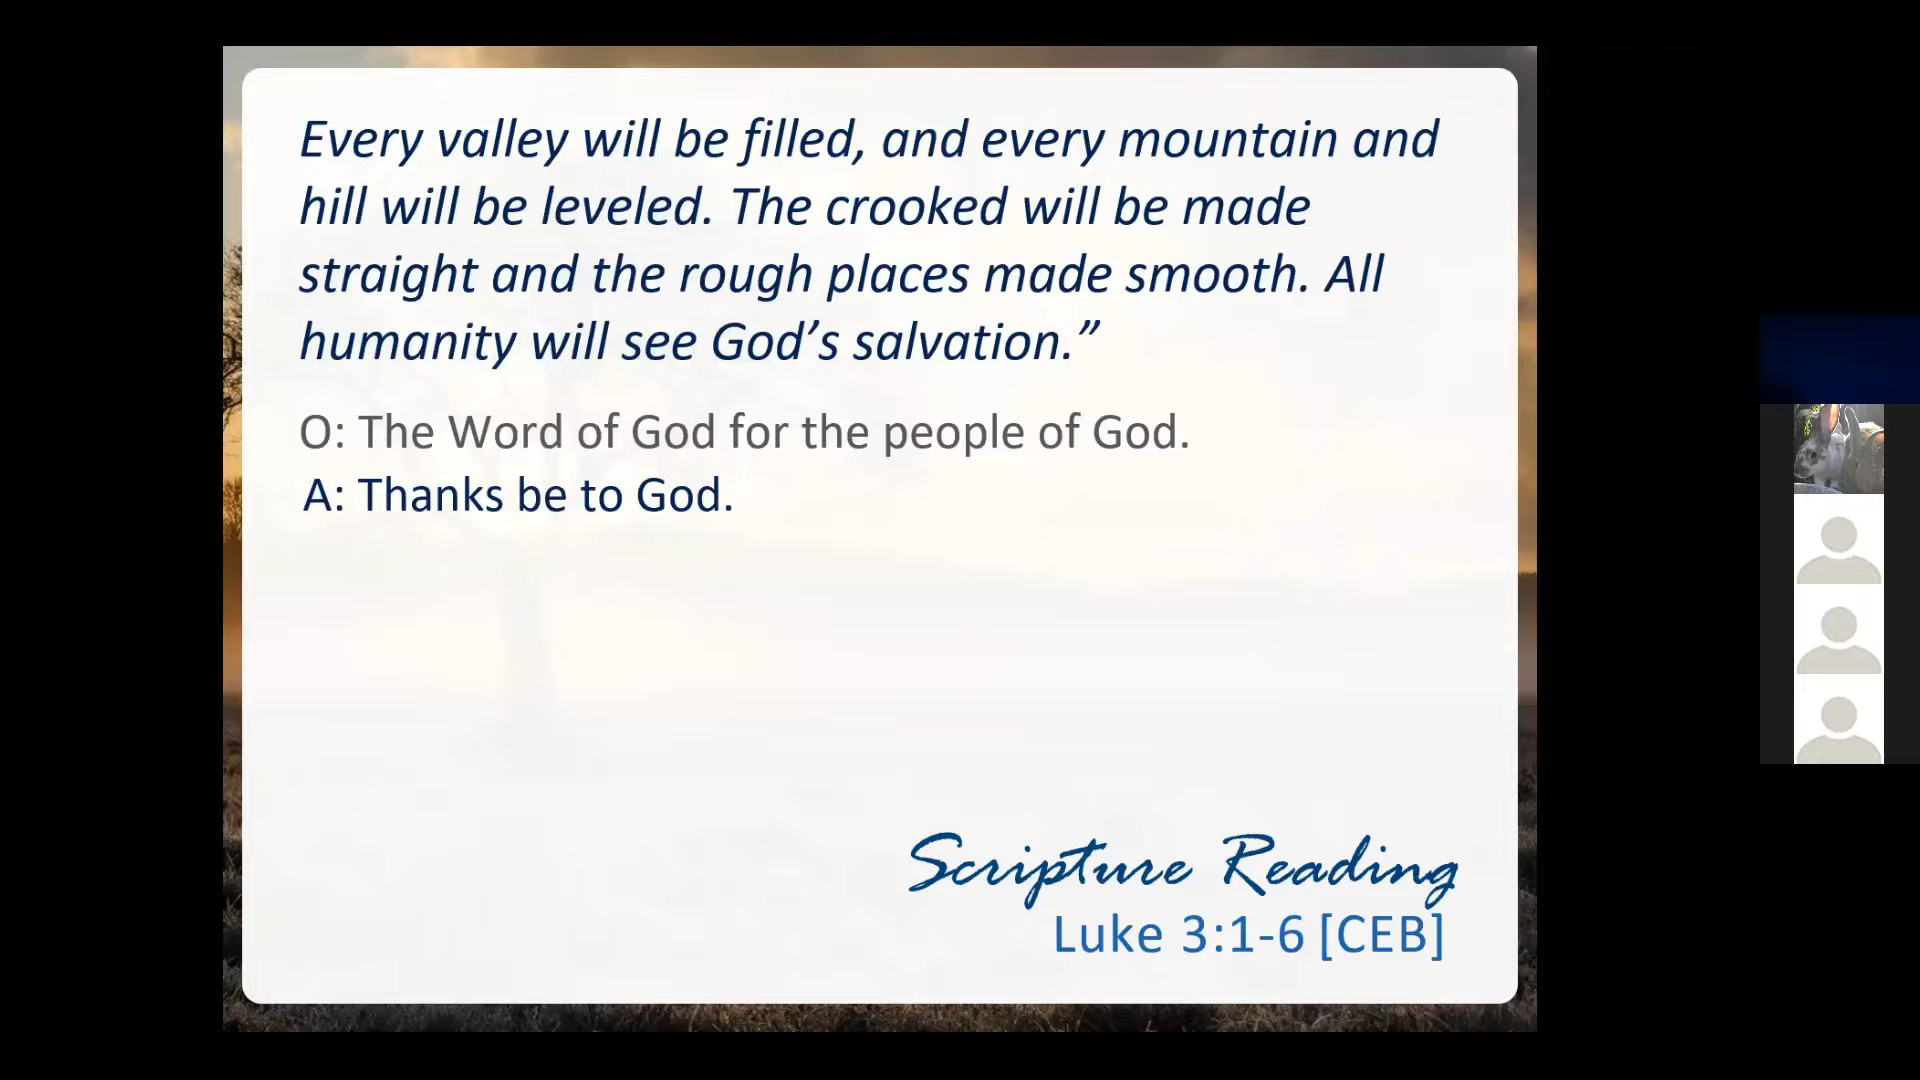 Every valley will be filled, and every mountain and
hill will be leveled. The crooked will be made
straight and the rough places made smooth. All
humanity will see God’s salvation.”
O: The Word of God for the people of God.
A: Thanks be to God.
Scripture Reading
Luke 3:1-6 [CEB]